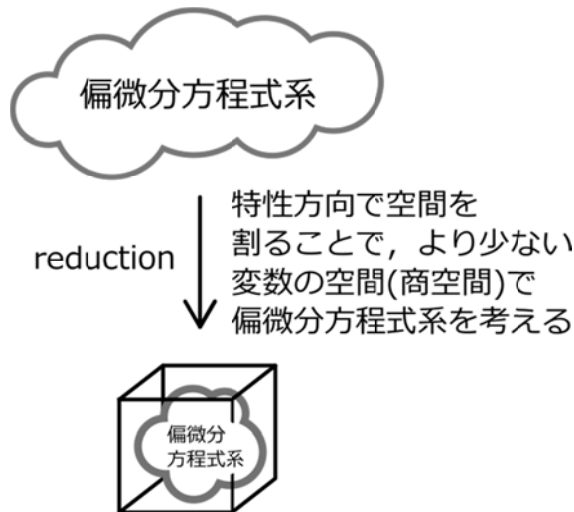 偏微分方程式系
reduction
特性方向で空間を
割ることで，より少ない
変数の空間(商空間)で
偏微分方程式系を考える
偏微分
方程式系